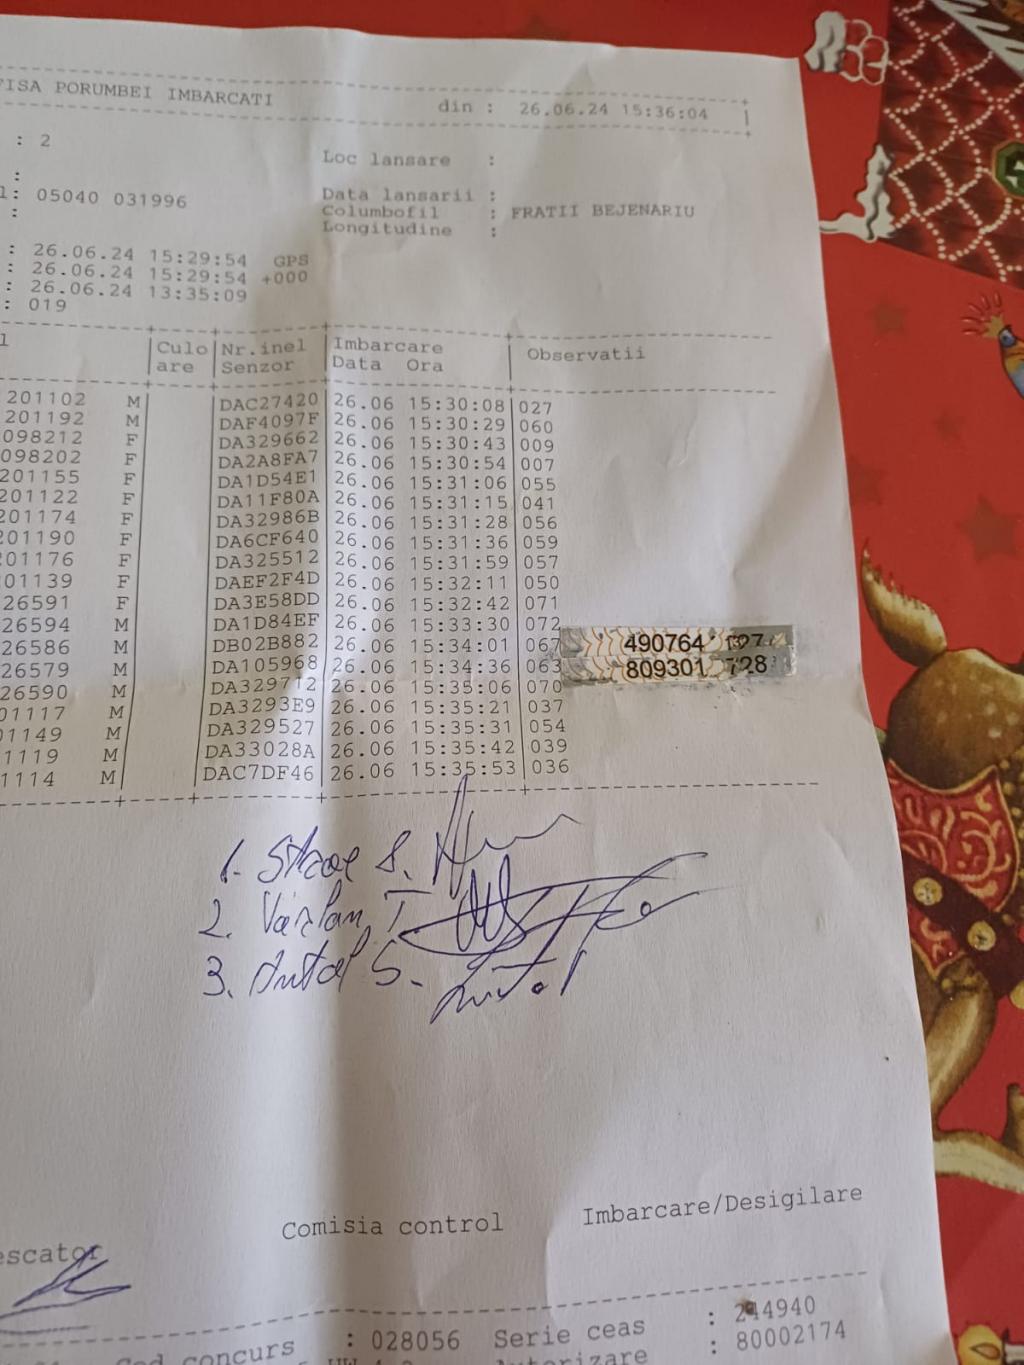 FISA PORUMBEI IMBARCATI din : 26.06.24 15:36:04
: 2
Loc lansare :
:
l: 05040 031996 Data lansarii :
: Columbofil : FRATII BEJENARIU
Longitudine :
: 26.06.24 15:29:54 GPS
: 26.06.24 15:29:54 +000
: 26.06.24 13:35:09
: 019
l Culo Nr.inel Imbarcare Observatii
are Senzor Data Ora
201102 M DAC27420 26.06 15:30:08 027
201192 M DAF4097F 26.06 15:30:29 060
098212 F DA329662 26.06 15:30:43 009
098202 F DA2A8FA7 26.06 15:30:54 007
201155 F DA1D54E1 26.06 15:31:06 055
201122 F DA11F80A 26.06 15:31:15 041
201174 F DA32986B 26.06 15:31:28 056
201190 F DA6CF640 26.06 15:31:36 059
201176 F DA325512 26.06 15:31:59 057
01139 F DAEF2F4D 26.06 15:32:11 050
26591 F DA3E58DD 26.06 15:32:42 071
26594 M DA1D84EF 26.06 15:33:30 072
26586 M DB02B882 26.06 15:34:01 067 490764
26579 M DA105968 26.06 15:34:36 063 809301 728
26590 M DA329712 26.06 15:35:06 070
01117 M DA3293E9 26.06 15:35:21 037
01149 M DA329527 26.06 15:35:31 054
1119 M DA33028A 26.06 15:35:42 039
1114 M DAC7DF46 26.06 15:35:53 036
1.
2. Varlan T.
3. Antal S.
Comisia control Imbarcare/Desigilare
escator
Cod concurs : 028056 Serie ceas : 244940
: 80002174